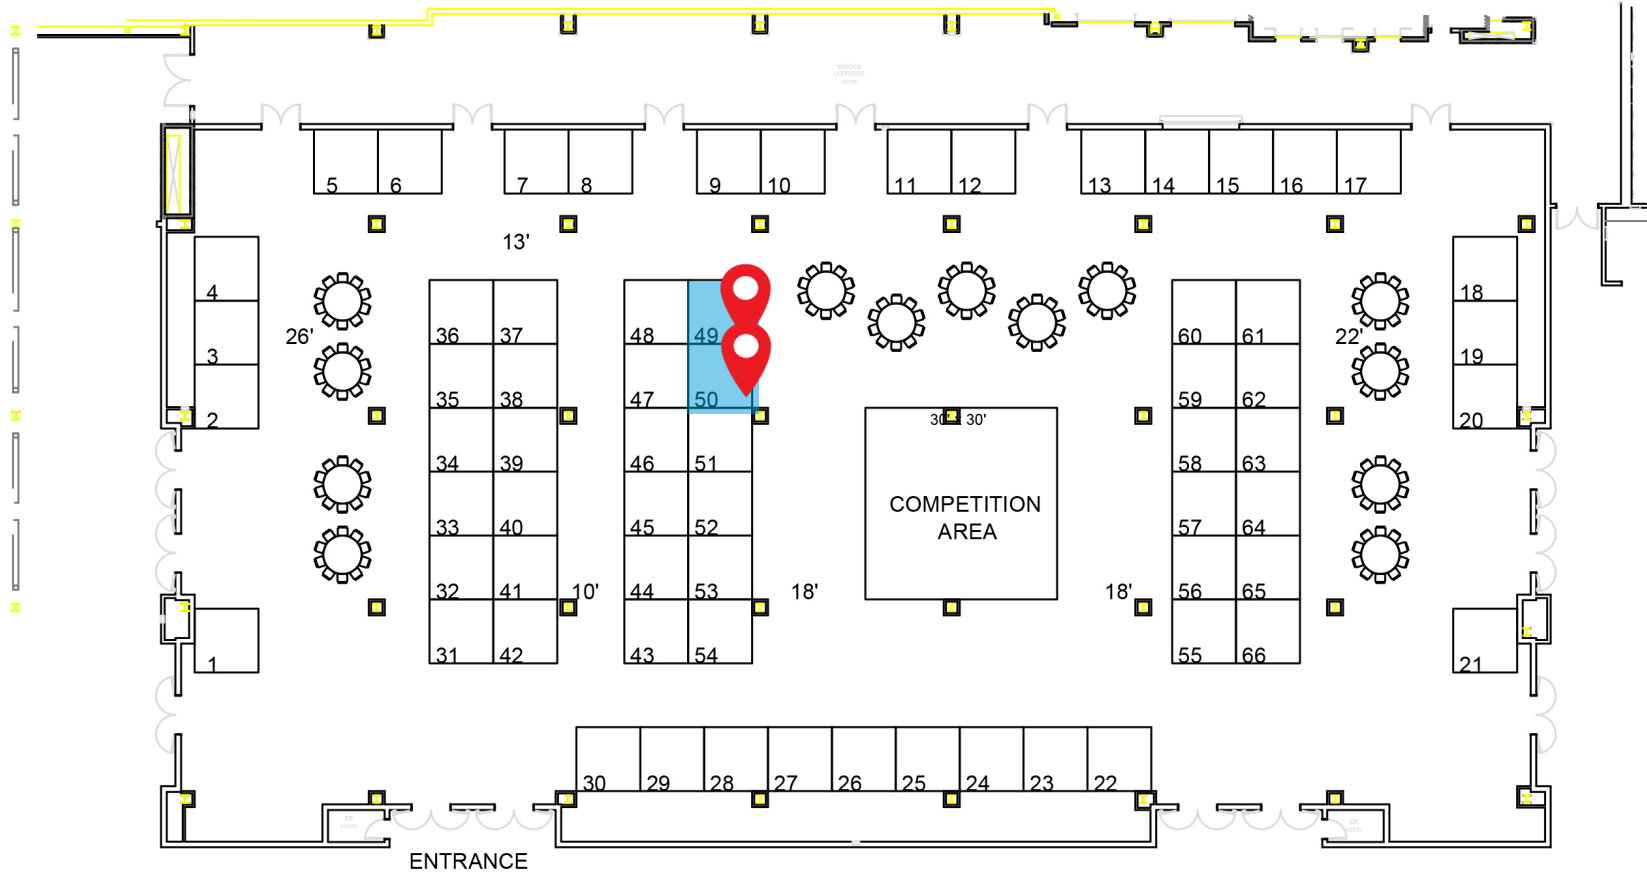 SERVICE
CORRIDOR
5 6 7 8 9 10 11 12 13 14 15 16 17
13'
4 18
26' 36 37 48 49 60 61 22'
3 19
35 38 47 50 59 62
2 20
30' x 30'
34 39 46 51 58 63
COMPETITION
AREA
33 40 45 52 57 64
32 41 10' 44 53 18' 18' 56 65
31 42 43 54 55 66
1 21
30 29 28 27 26 25 24 23 22
IDF IDF
ENTRANCE